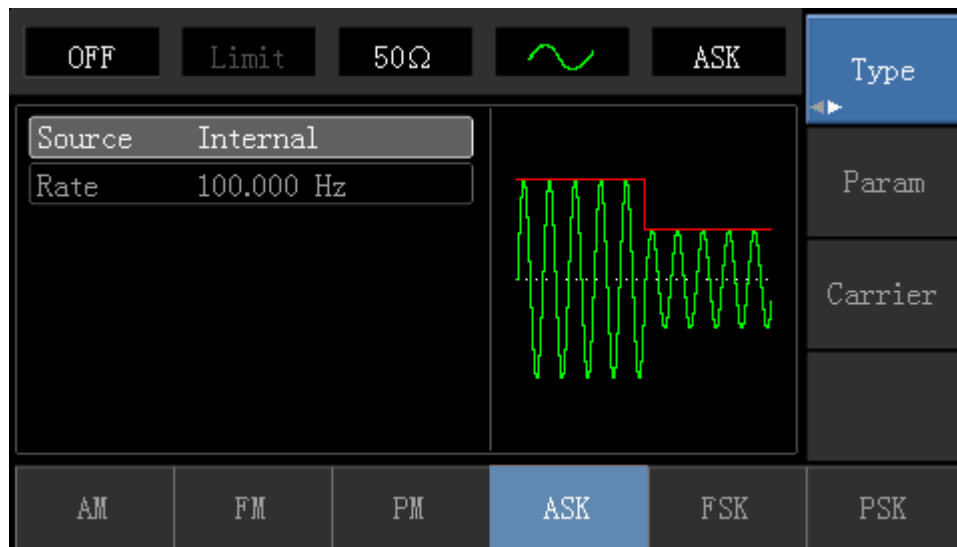 OFF Limit 50Ω ASK Type
Source Internal
Rate 100.000 Hz
Param
Carrier
AM FM PM ASK FSK PSK